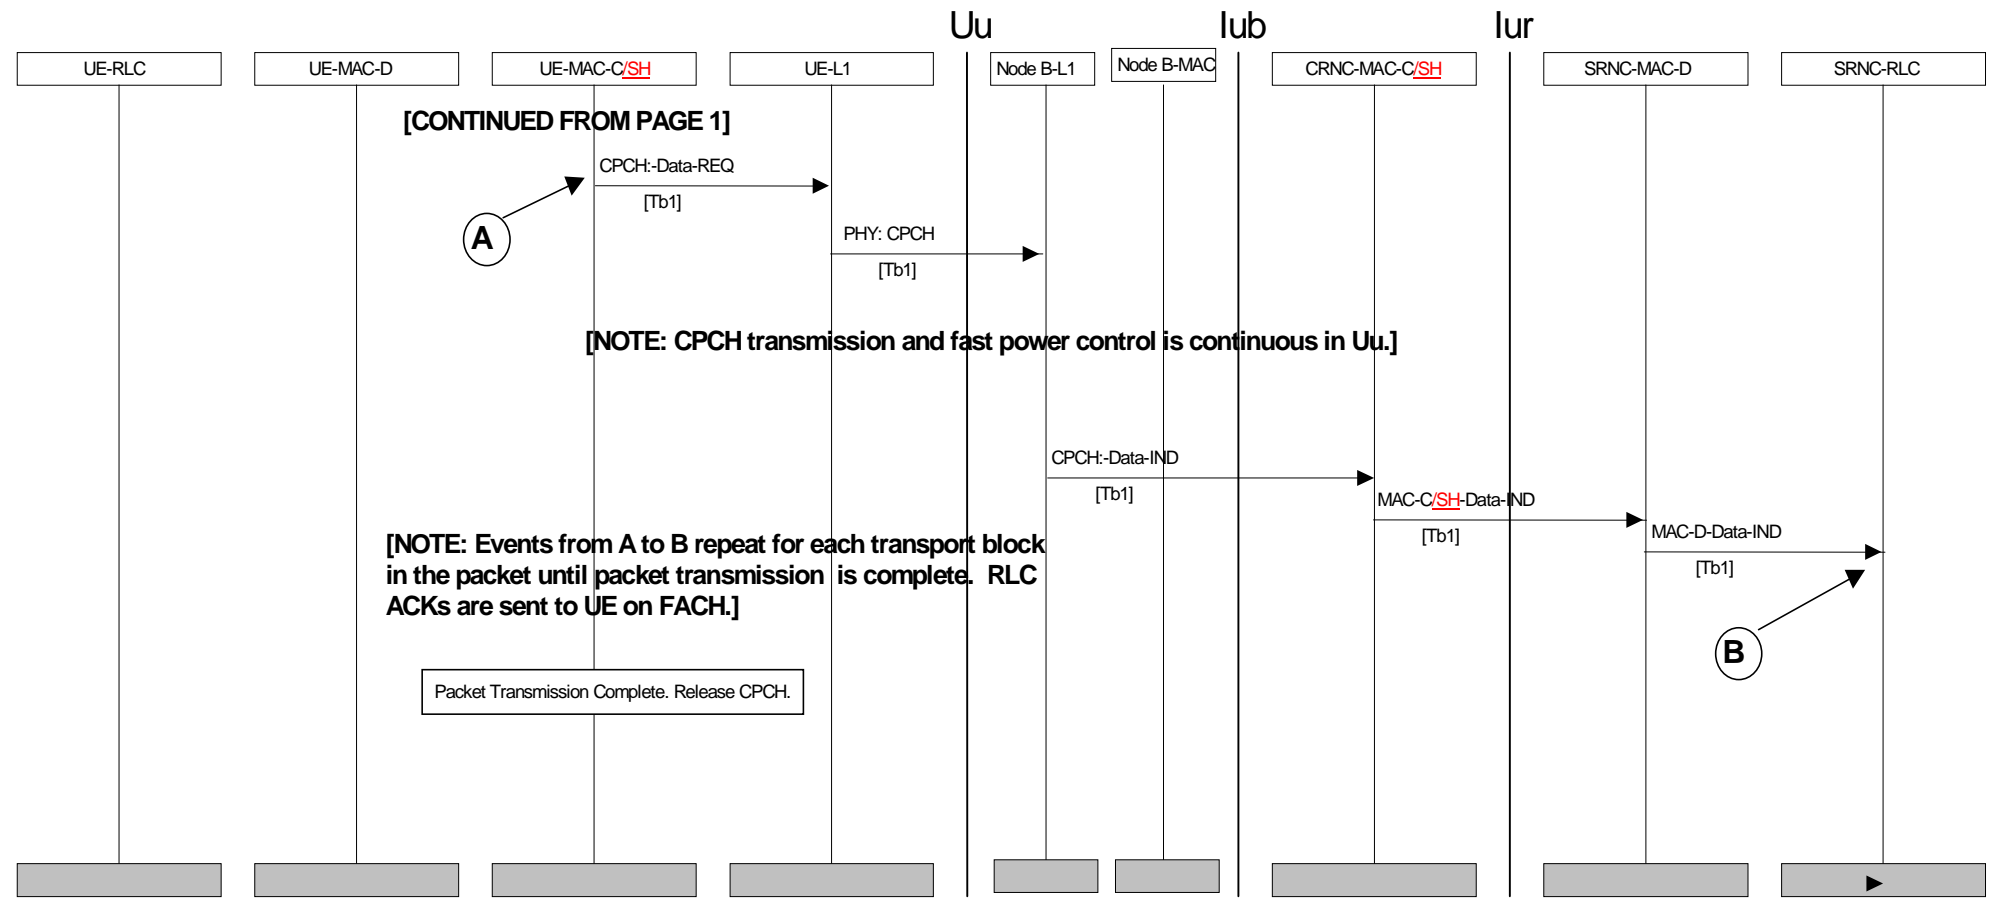 Uu
Iub
Iur
UE-RLC
UE-MAC-D
UE-MAC-C/SH
UE-L1
Node B-L1
Node B-MAC
CRNC-MAC-C/SH
SRNC-MAC-D
SRNC-RLC
[CONTINUED FROM PAGE 1]
CPCH:-Data-REQ
[Tb1]
A
PHY: CPCH
[Tb1]
[NOTE: CPCH transmission and fast power control is continuous in Uu.]
CPCH:-Data-IND
[Tb1]
MAC-C/SH-Data-IND
[Tb1]
MAC-D-Data-IND
[Tb1]
[NOTE: Events from A to B repeat for each transport block
in the packet until packet transmission is complete. RLC
ACKs are sent to UE on FACH.]
B
Packet Transmission Complete. Release CPCH.